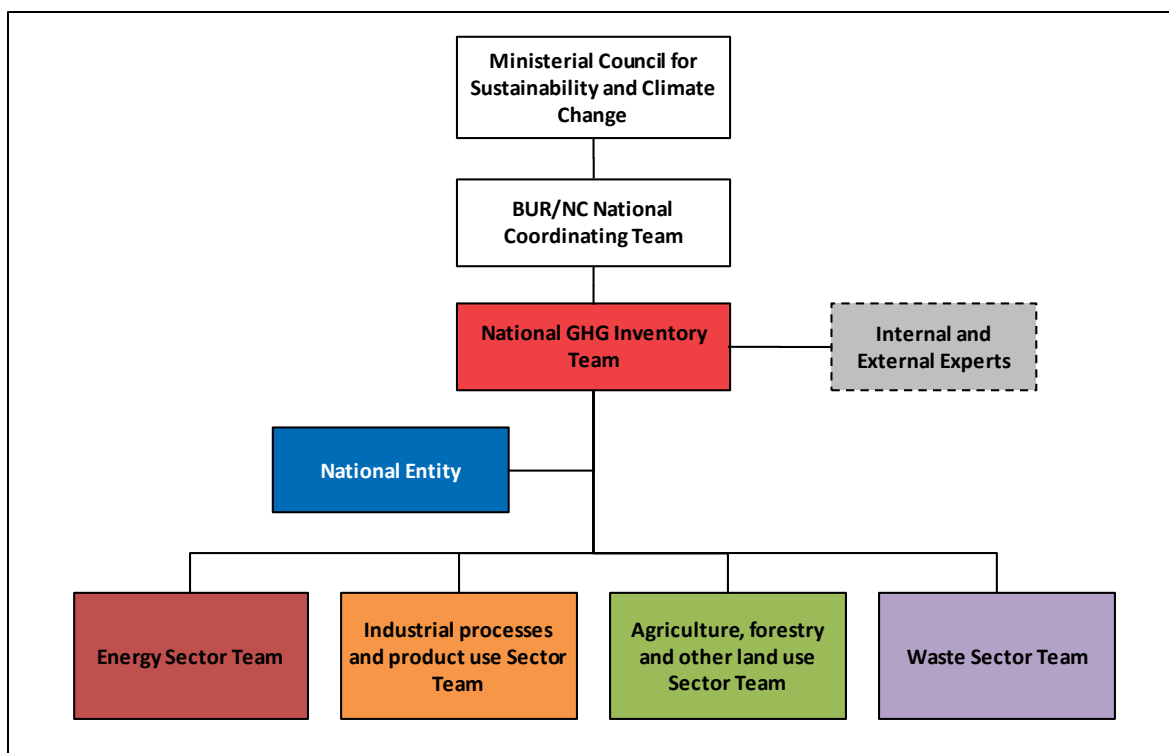 Ministerial Council for
Sustainability and Climate
Change
BUR/NC National
Coordinating Team
National GHG Inventory
Team
Internal and
External Experts
National Entity
Energy Sector Team
Industrial processes
and product use Sector
Team
Agriculture, forestry
and other land use
Sector Team
Waste Sector Team